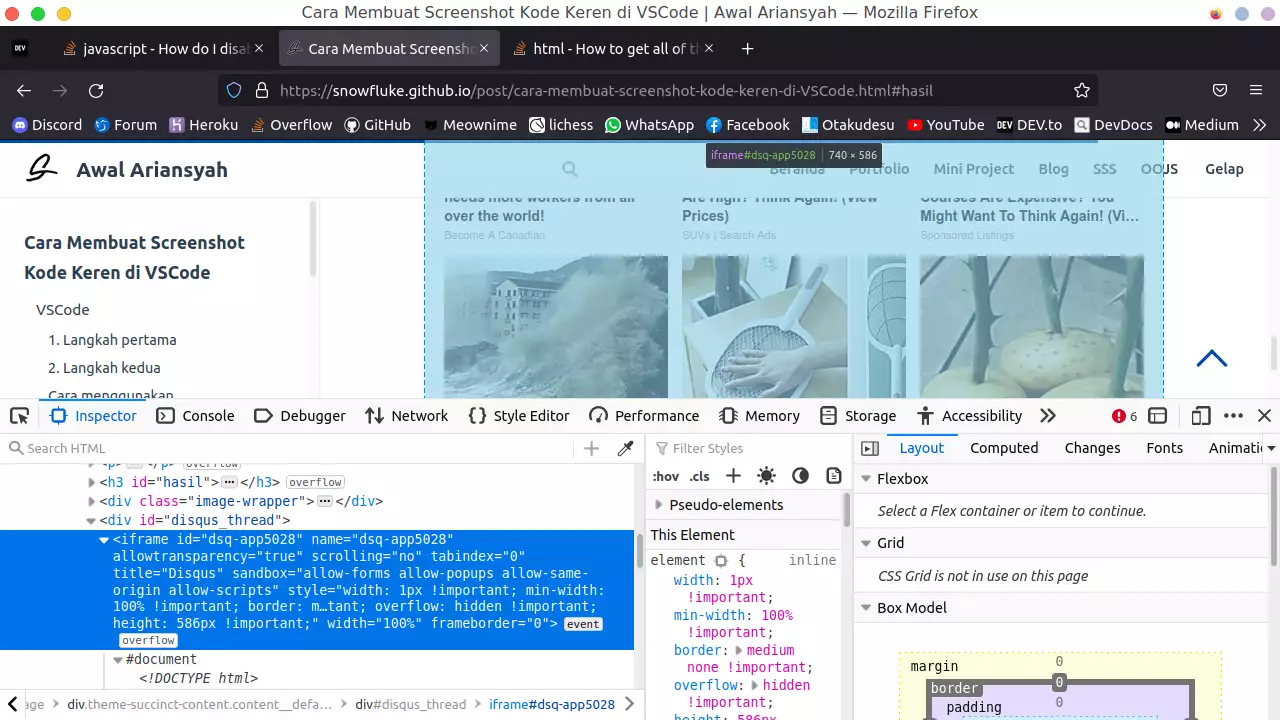 Cara Membuat Screenshot Kode Keren di VSCode | Awal Ariansyah — Mozilla Firefox
DEV
javascript - How do I disa
Cara Membuat Screensh
html - How to get all of t
https://snowfluke.github.io/post/cara-membuat-screenshot-kode-keren-di-VSCode.html#hasil
Discord Forum Heroku Overflow GitHub Meownime lichess WhatsApp Facebook Otakudesu YouTube DEV DEV.to DevDocs Medium
iframe#dsq-app5028 740 × 586
Awal Ariansyah
Beranda Portfolio Mini Project Blog SSS OOJS Gelap
Cara Membuat Screenshot
Kode Keren di VSCode
VSCode
1. Langkah pertama
2. Langkah kedua
Cara menggunakan
needs more workers from all
over the world!
Become A Canadian
Are High? Think Again! (View
Prices)
SUVs | Search Ads
Courses Are Expensive? You
Might Want To Think Again! (Vi...
Sponsored Listings
Inspector Console Debugger Network Style Editor Performance Memory Storage Accessibility 6
Search HTML
<p> </p> overflow
<h3 id="hasil"> </h3> overflow
<div class="image-wrapper"> </div>
<div id="disqus_thread">
<iframe id="dsq-app5028" name="dsq-app5028"
allowtransparency="true" scrolling="no" tabindex="0"
title="Disqus" sandbox="allow-forms allow-popups allow-same-
origin allow-scripts" style="width: 1px !important; min-width:
100% !important; border: m…tant; overflow: hidden !important;
height: 586px !important;" width="100%" frameborder="0"> event
overflow
#document
<!DOCTYPE html>
age div.theme-succinct-content.content__defa… div#disqus_thread iframe#dsq-app5028
Filter Styles
:hov .cls
Pseudo-elements
This Element
element { inline
width: 1px
!important;
min-width: 100%
!important;
border: medium
none !important;
overflow: hidden
!important;
height: 586px
Layout Computed Changes Fonts Animati
Flexbox
Select a Flex container or item to continue.
Grid
CSS Grid is not in use on this page
Box Model
margin 0
border 0
padding 0